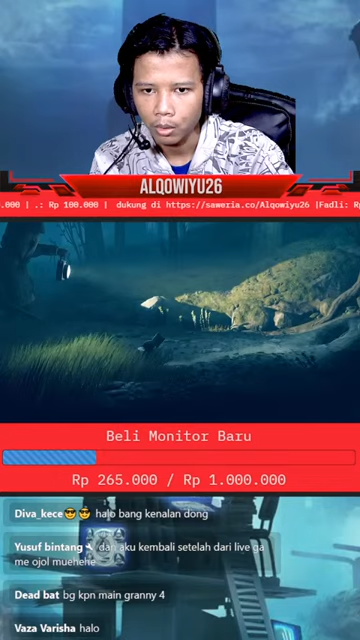 ALQOWIYU26
.000 | .: Rp 100.000 | dukung di https://saweria.co/Alqowiyu26 |Fadli: Rp
Beli Monitor Baru
Rp 265.000 / Rp 1.000.000
Diva_kece😎🤠 halo bang kenalan dong
Yusuf bintang dan aku kembali setelah dari live ga
me ojol muehehe
Dead bat bg kpn main granny 4
Vaza Varisha halo